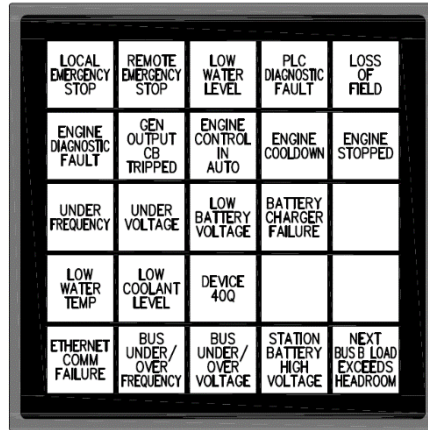 LOCAL
EMERGENCY
STOP
REMOTE
EMERGENCY
STOP
LOW
WATER
LEVEL
PLC
DIAGNOSTIC
FAULT
LOSS
OF
FIELD
ENGINE
DIAGNOSTIC
FAULT
GEN
OUTPUT
CB
TRIPPED
ENGINE
CONTROL
IN
AUTO
ENGINE
COOLDOWN
ENGINE
STOPPED
UNDER
FREQUENCY
UNDER
VOLTAGE
LOW
BATTERY
VOLTAGE
BATTERY
CHARGER
FAILURE
LOW
WATER
TEMP
LOW
COOLANT
LEVEL
DEVICE
40Q
ETHERNET
COMM
FAILURE
BUS
UNDER/
OVER
FREQUENCY
BUS
UNDER/
OVER
VOLTAGE
STATION
BATTERY
HIGH
VOLTAGE
NEXT
BUS B LOAD
EXCEEDS
HEADROOM